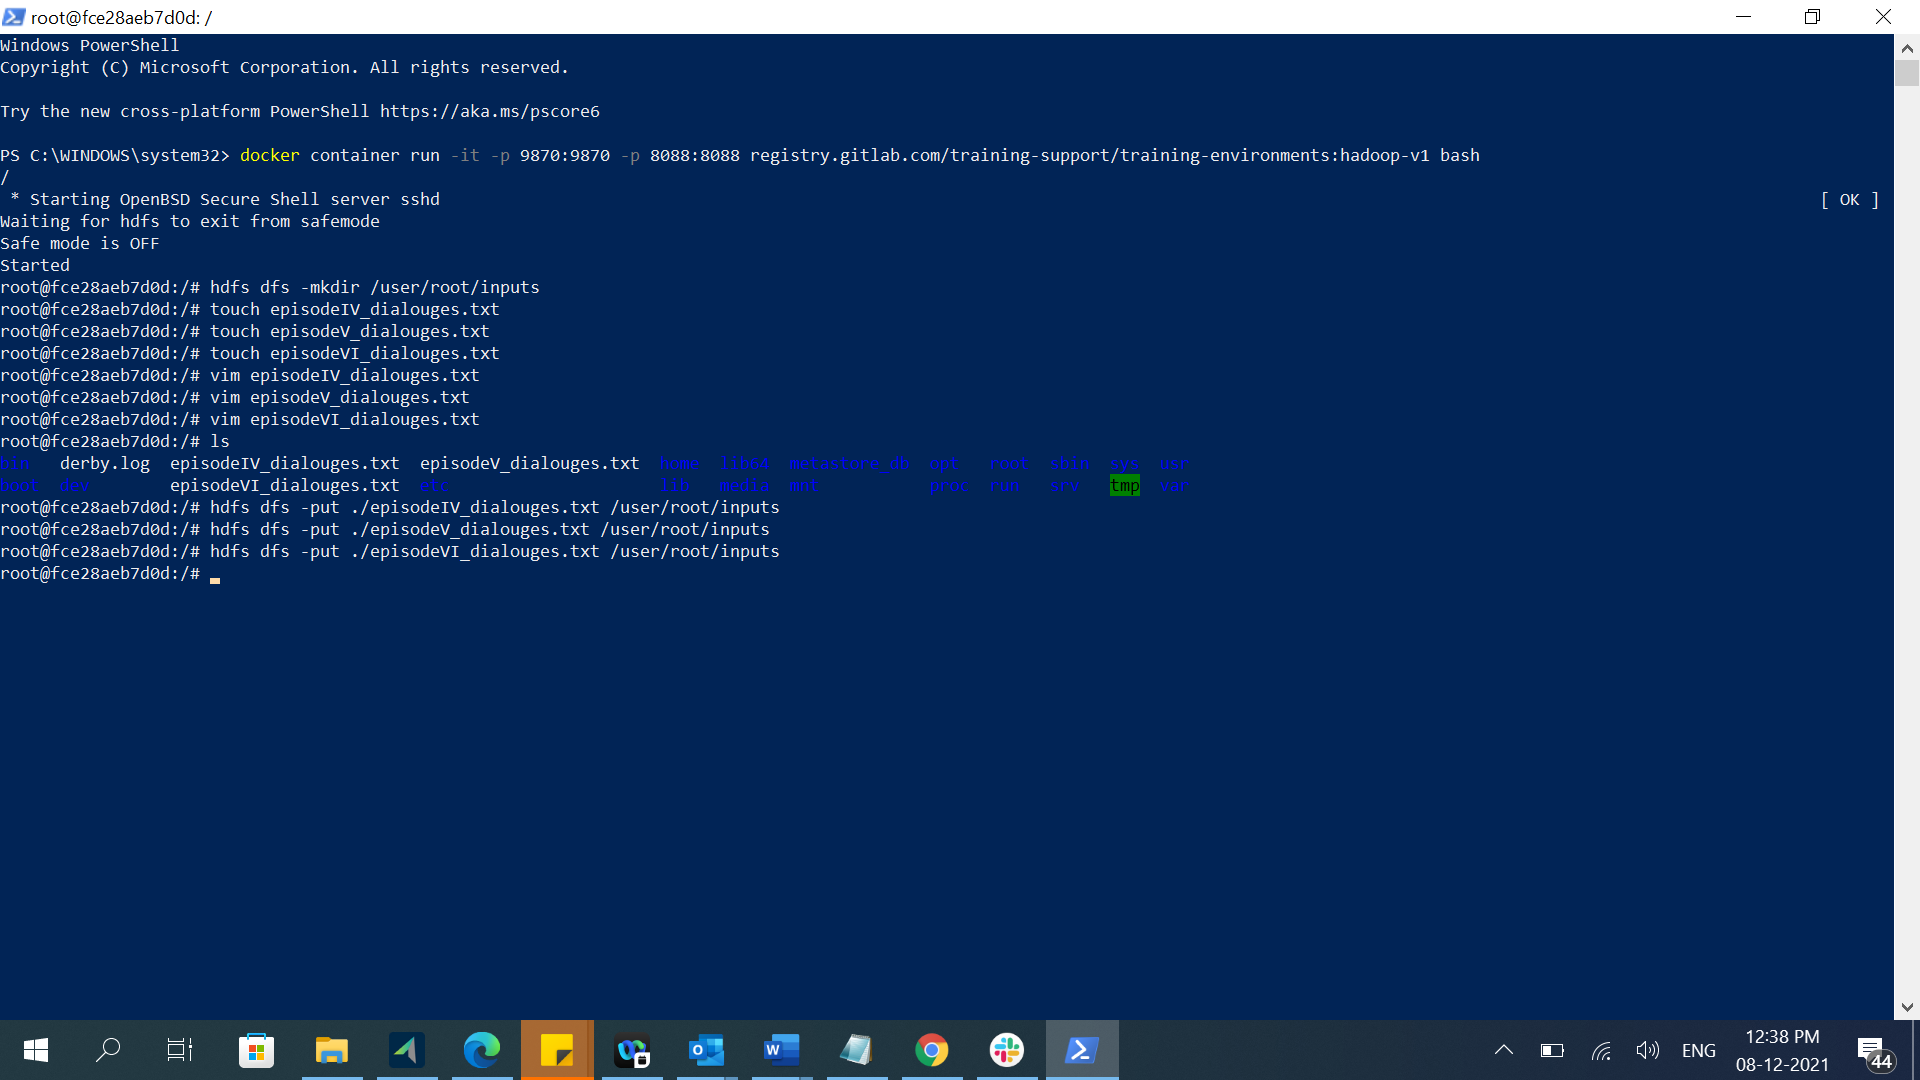 root@fce28aeb7d0d: /
Windows PowerShell
Copyright (C) Microsoft Corporation. All rights reserved.
Try the new cross-platform PowerShell https://aka.ms/pscore6
PS C:\WINDOWS\system32> docker container run -it -p 9870:9870 -p 8088:8088 registry.gitlab.com/training-support/training-environments:hadoop-v1 bash
/
 * Starting OpenBSD Secure Shell server sshd [ OK ]
Waiting for hdfs to exit from safemode
Safe mode is OFF
Started
root@fce28aeb7d0d:/# hdfs dfs -mkdir /user/root/inputs
root@fce28aeb7d0d:/# touch episodeIV_dialouges.txt
root@fce28aeb7d0d:/# touch episodeV_dialouges.txt
root@fce28aeb7d0d:/# touch episodeVI_dialouges.txt
root@fce28aeb7d0d:/# vim episodeIV_dialouges.txt
root@fce28aeb7d0d:/# vim episodeV_dialouges.txt
root@fce28aeb7d0d:/# vim episodeVI_dialouges.txt
root@fce28aeb7d0d:/# ls
bin derby.log episodeIV_dialouges.txt episodeV_dialouges.txt home lib64 metastore_db opt root sbin sys usr
boot dev episodeVI_dialouges.txt etc lib media mnt proc run srv tmp var
root@fce28aeb7d0d:/# hdfs dfs -put ./episodeIV_dialouges.txt /user/root/inputs
root@fce28aeb7d0d:/# hdfs dfs -put ./episodeV_dialouges.txt /user/root/inputs
root@fce28aeb7d0d:/# hdfs dfs -put ./episodeVI_dialouges.txt /user/root/inputs
root@fce28aeb7d0d:/#
ENG
12:38 PM
08-12-2021
44